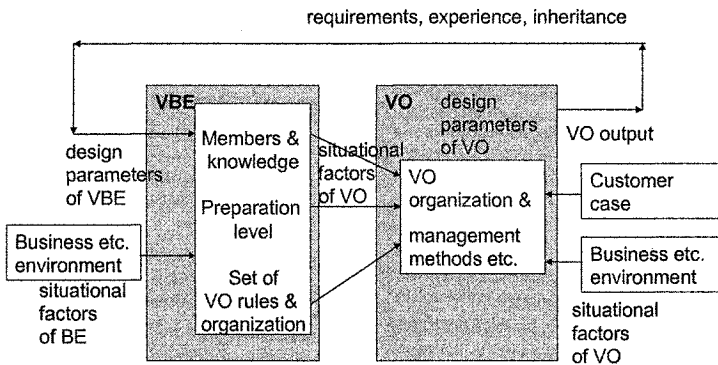 requirements, experience, inheritance
VBE
Members &
knowledge
Preparation
level
Set of
VO rules &
organization
design
parameters
of VBE
Business etc.
environment
situational
factors
of BE
situational
factors
of VO
VO
design
parameters
of VO
VO
organization &
management
methods etc.
VO output
Customer
case
Business etc.
environment
situational
factors
of VO